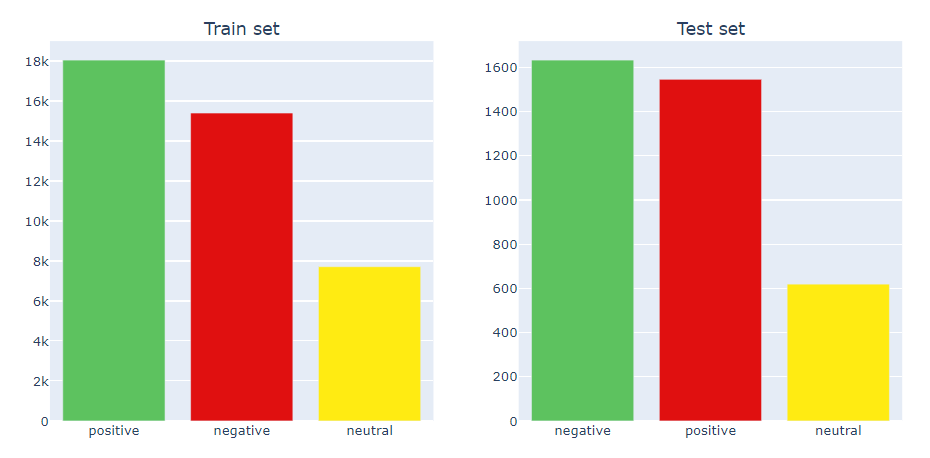 Train set
18k
16k
14k
12k
10k
8k
6k
4k
2k
0
positive negative neutral
Test set
1600
1400
1200
1000
800
600
400
200
0
negative positive neutral